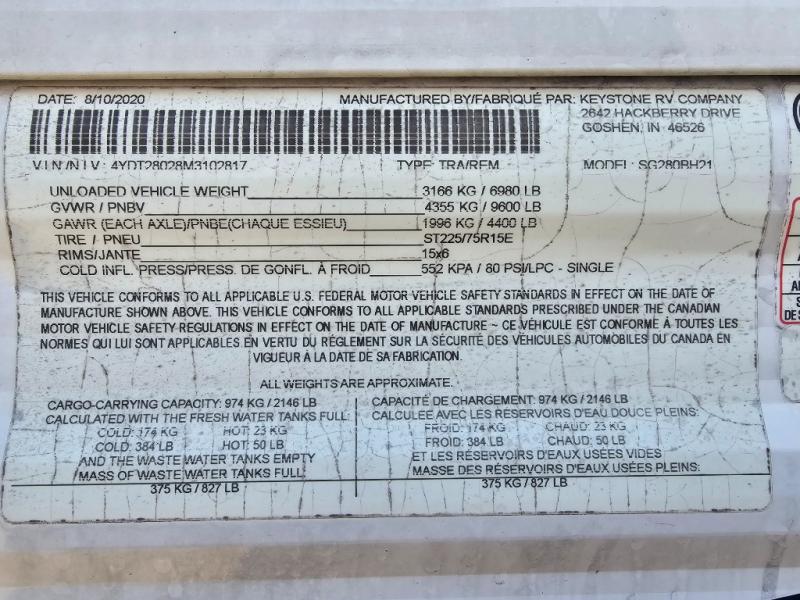 DATE: 8/10/2020 MANUFACTURED BY/FABRIQUÉ PAR: KEYSTONE RV COMPANY
2642 HACKBERRY DRIVE
GOSHEN, IN 46526
V.I.N./N.I.V.: 4YDT28028M3102817 TYPE: TRA/REM MODEL: SG280BH21
UNLOADED VEHICLE WEIGHT 3166 KG / 6980 LB
GVWR / PNBV 4355 KG / 9600 LB
GAWR (EACH AXLE)/PNBE(CHAQUE ESSIEU) 1996 KG / 4400 LB
TIRE / PNEU ST225/75R15E
RIMS/JANTE 15x6
COLD INFL. PRESS/PRESS. DE GONFL. À FROID 552 KPA / 80 PSI/LPC - SINGLE
THIS VEHICLE CONFORMS TO ALL APPLICABLE U.S. FEDERAL MOTOR VEHICLE SAFETY STANDARDS IN EFFECT ON THE DATE OF
MANUFACTURE SHOWN ABOVE. THIS VEHICLE CONFORMS TO ALL APPLICABLE STANDARDS PRESCRIBED UNDER THE CANADIAN
MOTOR VEHICLE SAFETY REGULATIONS IN EFFECT ON THE DATE OF MANUFACTURE ~ CE VÉHICULE EST CONFORME À TOUTES LES
NORMES QUI LUI SONT APPLICABLES EN VERTU DU RÉGLEMENT SUR LA SÉCURITÉ DES VÉHICULES AUTOMOBILES DU CANADA EN
VIGUEUR À LA DATE DE SA FABRICATION.
ALL WEIGHTS ARE APPROXIMATE.
CARGO-CARRYING CAPACITY: 974 KG / 2146 LB
CALCULATED WITH THE FRESH WATER TANKS FULL:
COLD: 174 KG HOT: 23 KG
COLD: 384 LB HOT: 50 LB
AND THE WASTE WATER TANKS EMPTY
MASS OF WASTE WATER TANKS FULL:
375 KG / 827 LB
CAPACITÉ DE CHARGEMENT: 974 KG / 2146 LB
CALCULEE AVEC LES RÉSERVOIRS D'EAU DOUCE PLEINS:
FROID: 174 KG CHAUD: 23 KG
FROID: 384 LB CHAUD: 50 LB
ET LES RÉSERVOIRS D'EAUX USÉES VIDES
MASSE DES RÉSERVOIRS D'EAUX USÉES PLEINS:
375 KG / 827 LB